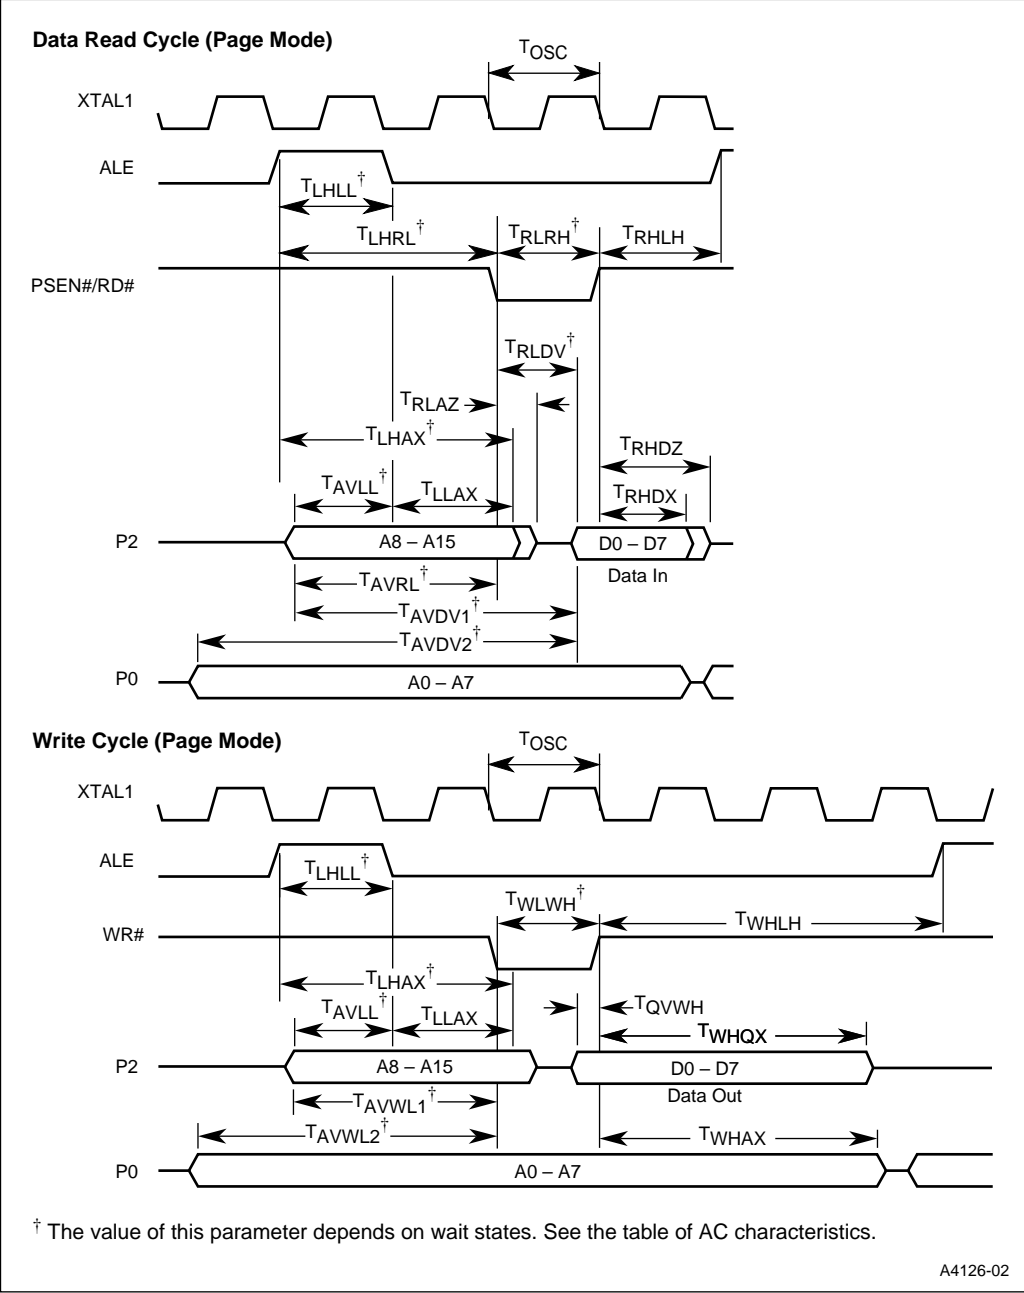 Data Read Cycle (Page Mode)
TOSC
XTAL1
ALE
TLHLL†
TLHRL† TRLRH† TRHLH
PSEN#/RD#
TRLDV†
TRLAZ
TLHAX†
TRHDZ
TAVLL† TLLAX TRHDX
P2 A8 – A15 D0 – D7
Data In
TAVRL†
TAVDV1†
TAVDV2†
P0 A0 – A7
Write Cycle (Page Mode)
TOSC
XTAL1
ALE
TLHLL†
TWLWH†
TWHLH
WR#
TLHAX†
TAVLL† TLLAX TQVWH
TWHQX
P2 A8 – A15 D0 – D7
Data Out
TAVWL1†
TAVWL2† TWHAX
P0 A0 – A7
† The value of this parameter depends on wait states. See the table of AC characteristics.
A4126-02